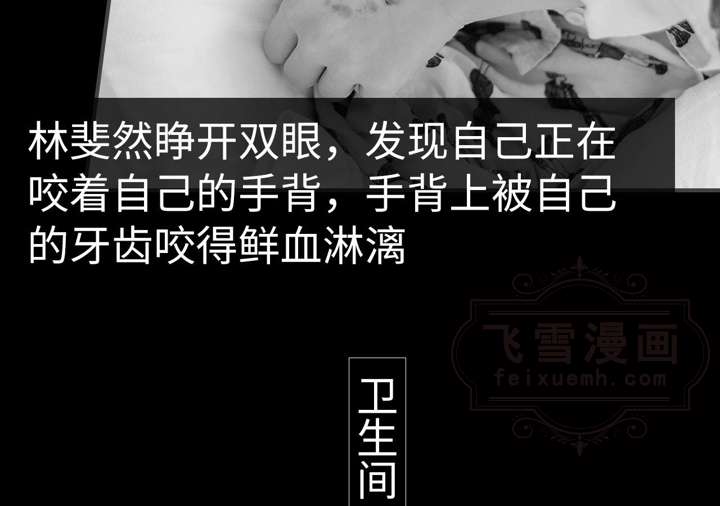 林斐然睁开双眼，发现自己正在
咬着自己的手背，手背上被自己
的牙齿咬得鲜血淋漓
飞雪漫画
feixuemh.com
卫生间